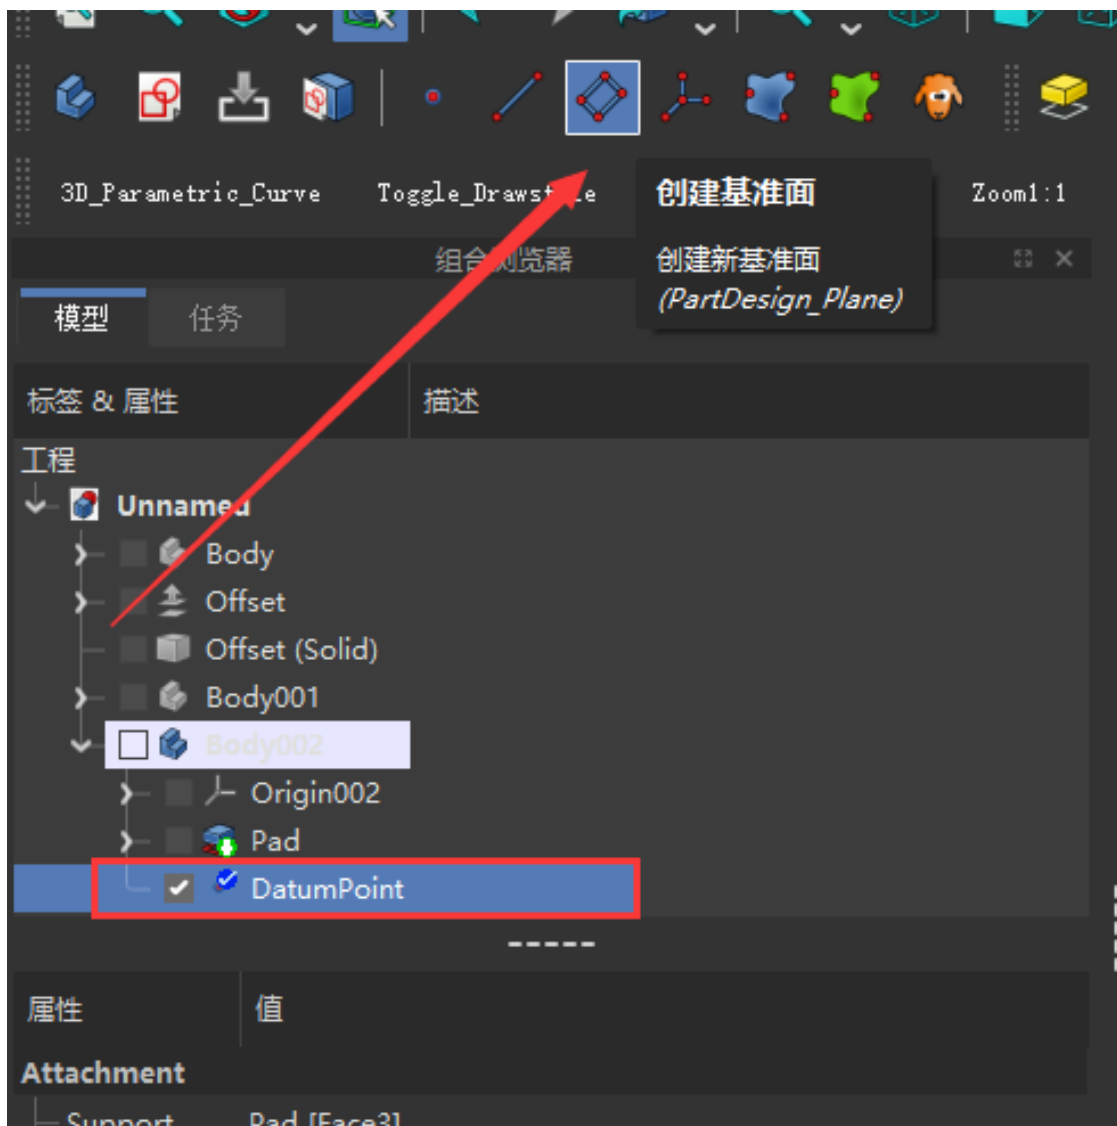 3D_Parametric_Curve
创建基准面
Zoom1:1
组合浏览器
创建新基准面
(PartDesign_Plane)
模型
任务
标签 & 属性
描述
工程
Unnamed
Body
Offset
Offset (Solid)
Body001
Body002
Origin002
Pad
DatumPoint
属性
值
Attachment
Support
Pad [Face3]